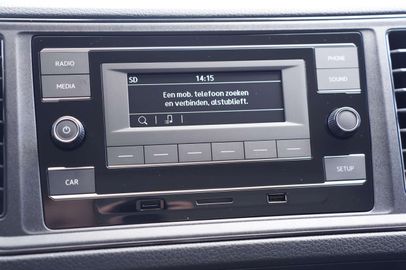 RADIO
MEDIA
CAR
SD 14:15
Een mob. telefoon zoeken
en verbinden, alstublieft.
PHONE
SOUND
SETUP